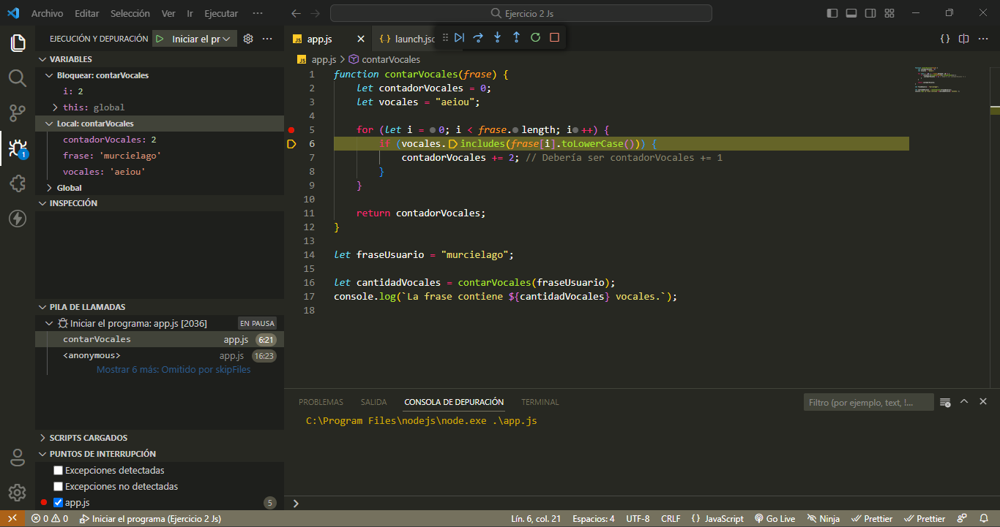 Archivo Editar Selección Ver Ir Ejecutar ··· Ejercicio 2 Js
EJECUCIÓN Y DEPURACIÓN Iniciar el pr
VARIABLES
Bloquear: contarVocales
i: 2
this: global
Local: contarVocales
contadorVocales: 2
frase: 'murcielago'
vocales: 'aeiou'
Global
INSPECCIÓN
PILA DE LLAMADAS
Iniciar el programa: app.js [2036] EN PAUSA
contarVocales app.js 6:21
<anonymous> app.js 16:23
Mostrar 6 más: Omitido por skipFiles
SCRIPTS CARGADOS
PUNTOS DE INTERRUPCIÓN
Excepciones detectadas
Excepciones no detectadas
app.js 5
JS app.js {} launch.jsc
JS app.js > contarVocales
1 function contarVocales(frase) {
2 let contadorVocales = 0;
3 let vocales = "aeiou";
4
5 for (let i = 0; i < frase.length; i++) {
6 if (vocales.includes(frase[i].toLowerCase())) {
7 contadorVocales += 2; // Debería ser contadorVocales += 1
8 }
9 }
10
11 return contadorVocales;
12 }
13
14 let fraseUsuario = "murcielago";
15
16 let cantidadVocales = contarVocales(fraseUsuario);
17 console.log(`La frase contiene ${cantidadVocales} vocales.`);
18
PROBLEMAS SALIDA CONSOLA DE DEPURACIÓN TERMINAL Filtro (por ejemplo, text, !...
C:\Program Files\nodejs\node.exe .\app.js
0 0 Iniciar el programa (Ejercicio 2 Js) Lín. 6, col. 21 Espacios: 4 UTF-8 CRLF {} JavaScript Go Live Ninja Prettier Prettier
1